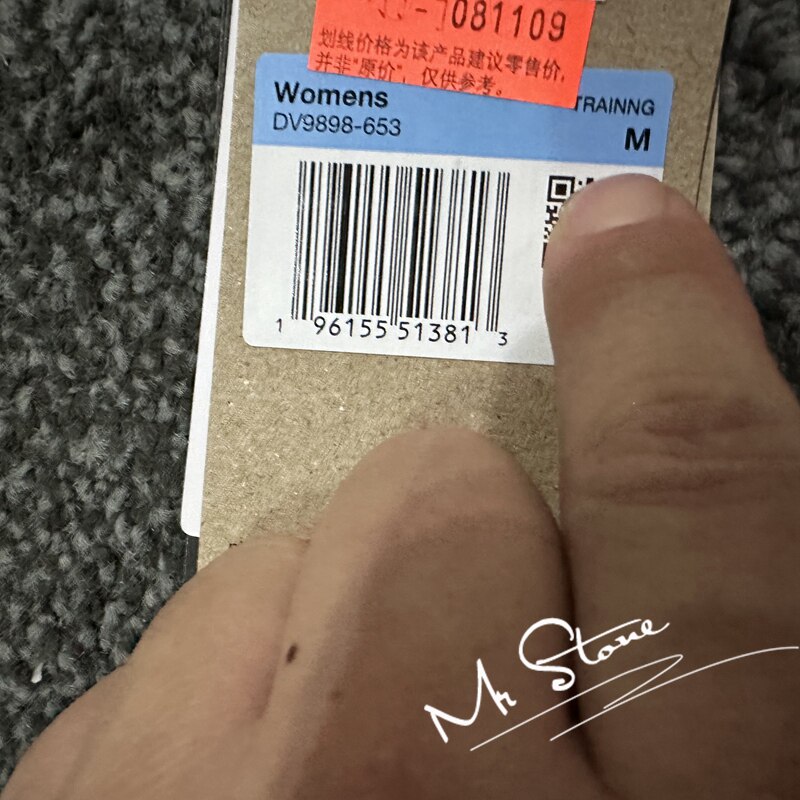 081109
划线价格为该产品建议零售价,
并非"原价", 仅供参考。
Womens
TRAINNG
DV9898-653
M
1 96155 51381 3
Mr Stone